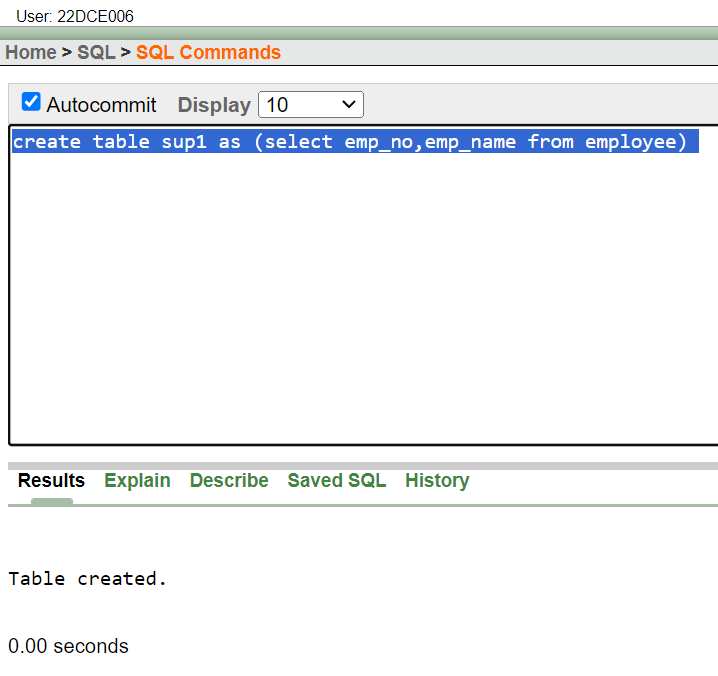 User: 22DCE006
Home > SQL > SQL Commands
Autocommit Display 10
create table sup1 as (select emp_no,emp_name from employee)
Results Explain Describe Saved SQL History
Table created.
0.00 seconds